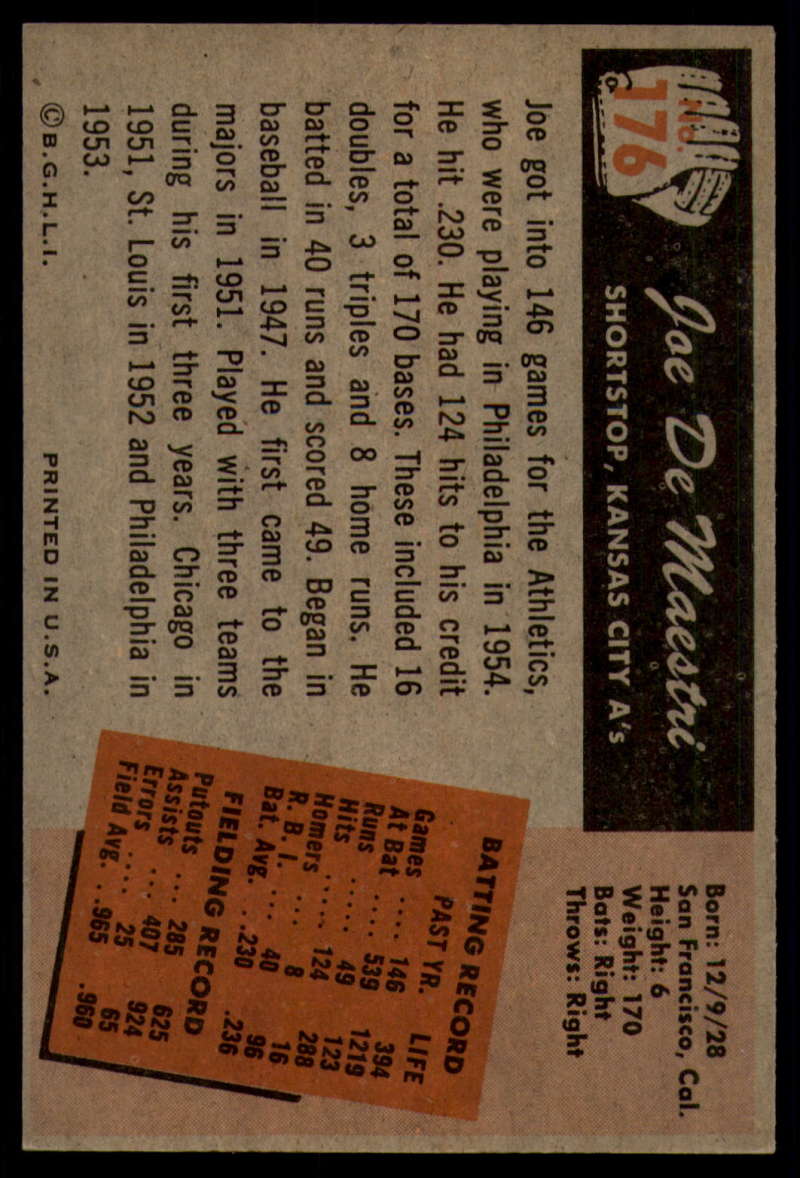 No.
176
Joe De Maestri
SHORTSTOP, KANSAS CITY A's
Born: 12/9/28
San Francisco, Cal.
Height: 6
Weight: 170
Bats: Right
Throws: Right
Joe got into 146 games for the Athletics,
who were playing in Philadelphia in 1954.
He hit .230. He had 124 hits to his credit
for a total of 170 bases. These included 16
doubles, 3 triples and 8 home runs. He
batted in 40 runs and scored 49. Began in
baseball in 1947. He first came to the
majors in 1951. Played with three teams
during his first three years. Chicago in
1951, St. Louis in 1952 and Philadelphia in
1953.
BATTING RECORD
PAST YR. LIFE
Games .... 146 394
At Bat .... 539 1219
Runs ..... 49 123
Hits ..... 124 288
Homers .... 8 16
R. B. I. ... 40 96
Bat. Avg. . .230 .236
FIELDING RECORD
Putouts ... 285 625
Assists ... 407 924
Errors .... 25 65
Field Avg. . .965 .960
©B.G.H.L.I. PRINTED IN U.S.A.